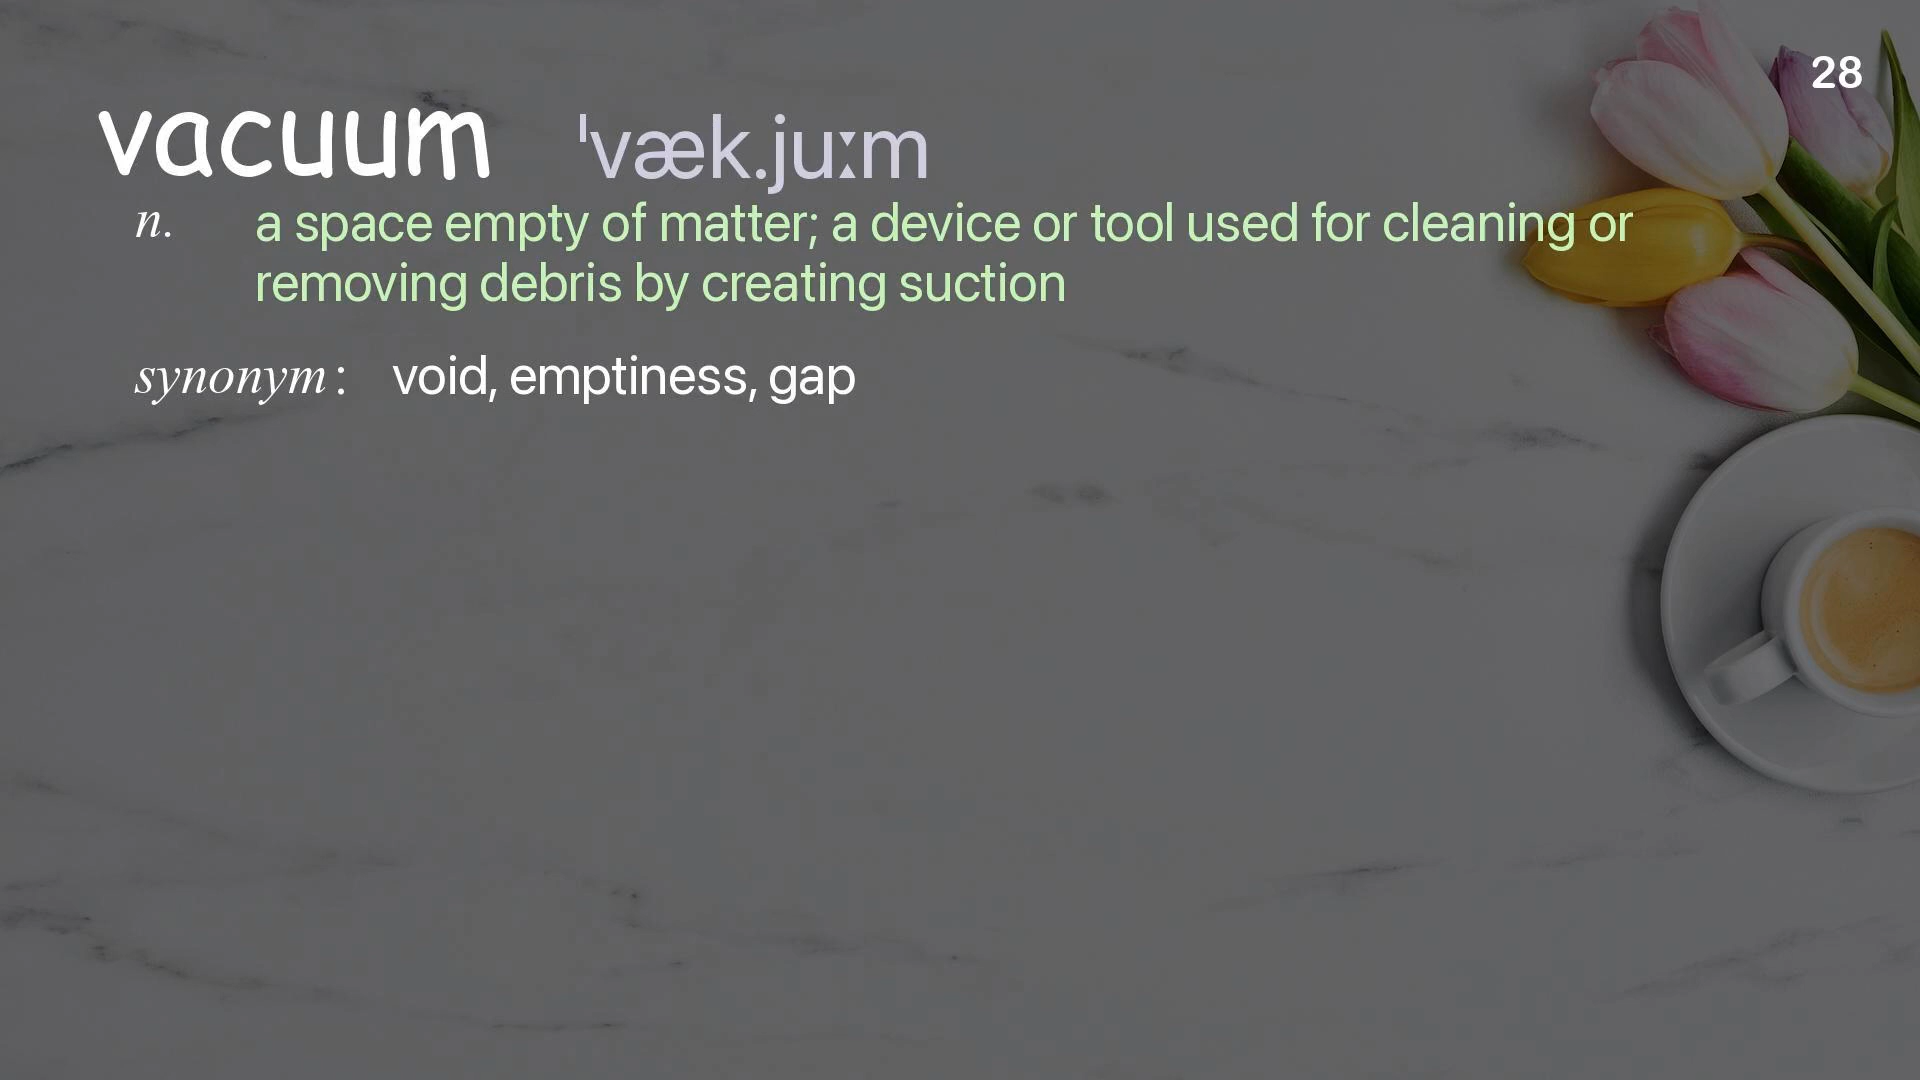 28
vacuum ˈvæk.juːm
n. a space empty of matter; a device or tool used for cleaning or
removing debris by creating suction
synonym : void, emptiness, gap